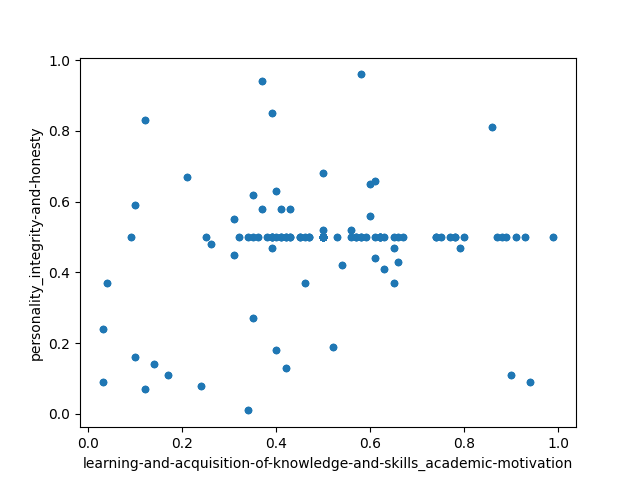 1.0
0.8
0.6
0.4
0.2
0.0
personality_integrity-and-honesty
0.0 0.2 0.4 0.6 0.8 1.0
learning-and-acquisition-of-knowledge-and-skills_academic-motivation